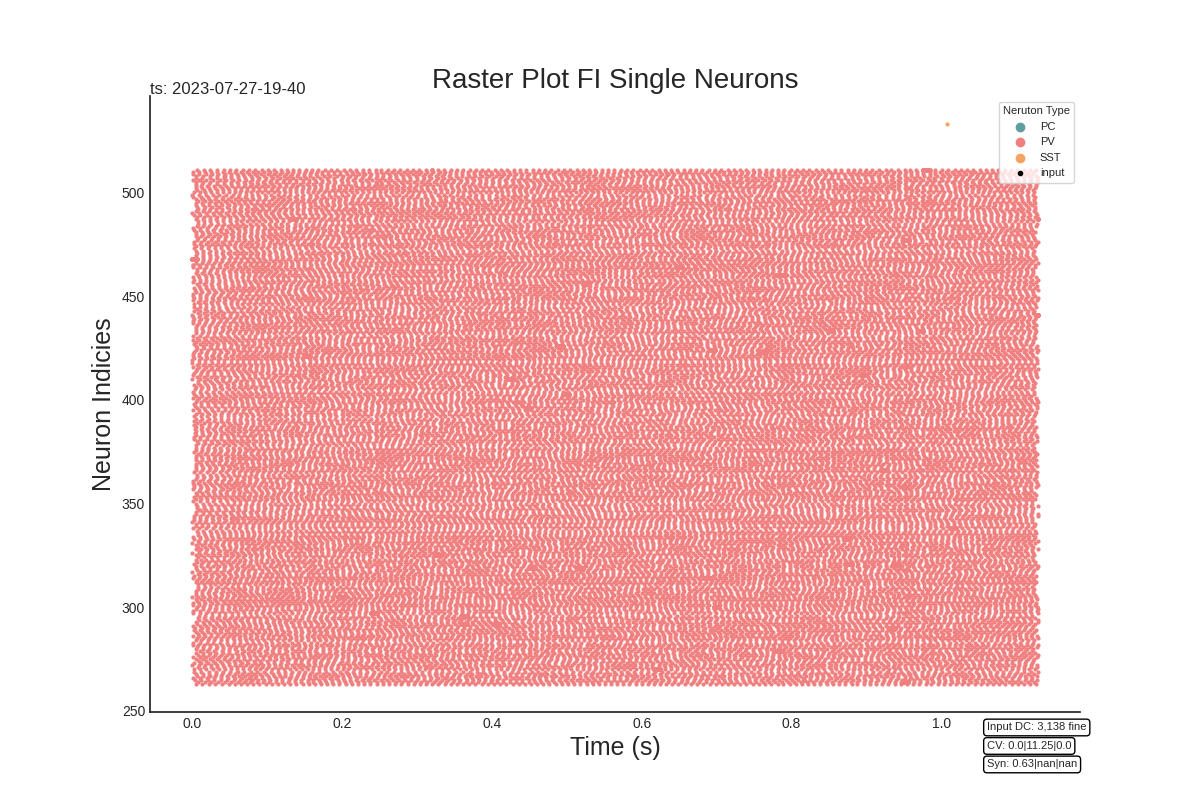 Raster Plot FI Single Neurons
ts: 2023-07-27-19-40
Neruton Type
PC
PV
SST
input
Neuron Indicies
500
450
400
350
300
250
0.0 0.2 0.4 0.6 0.8 1.0
Time (s)
Input DC: 3,138 fine
CV: 0.0|11.25|0.0
Syn: 0.63|nan|nan